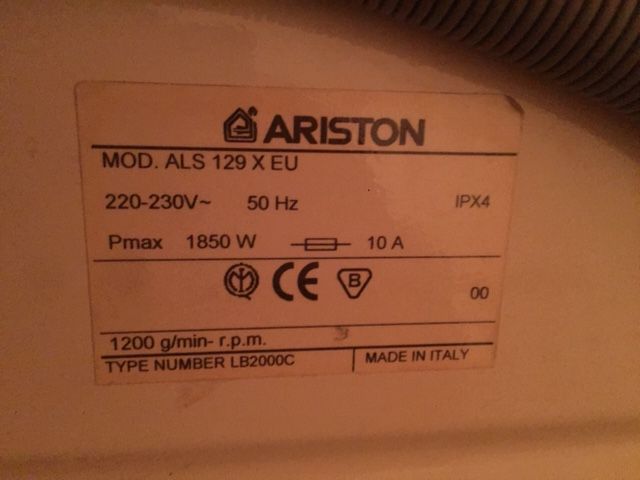 ARISTON
MOD. ALS 129 X EU
220-230V~ 50 Hz IPX4
Pmax 1850 W 10 A
CE B 00
1200 g/min- r.p.m.
TYPE NUMBER LB2000C MADE IN ITALY